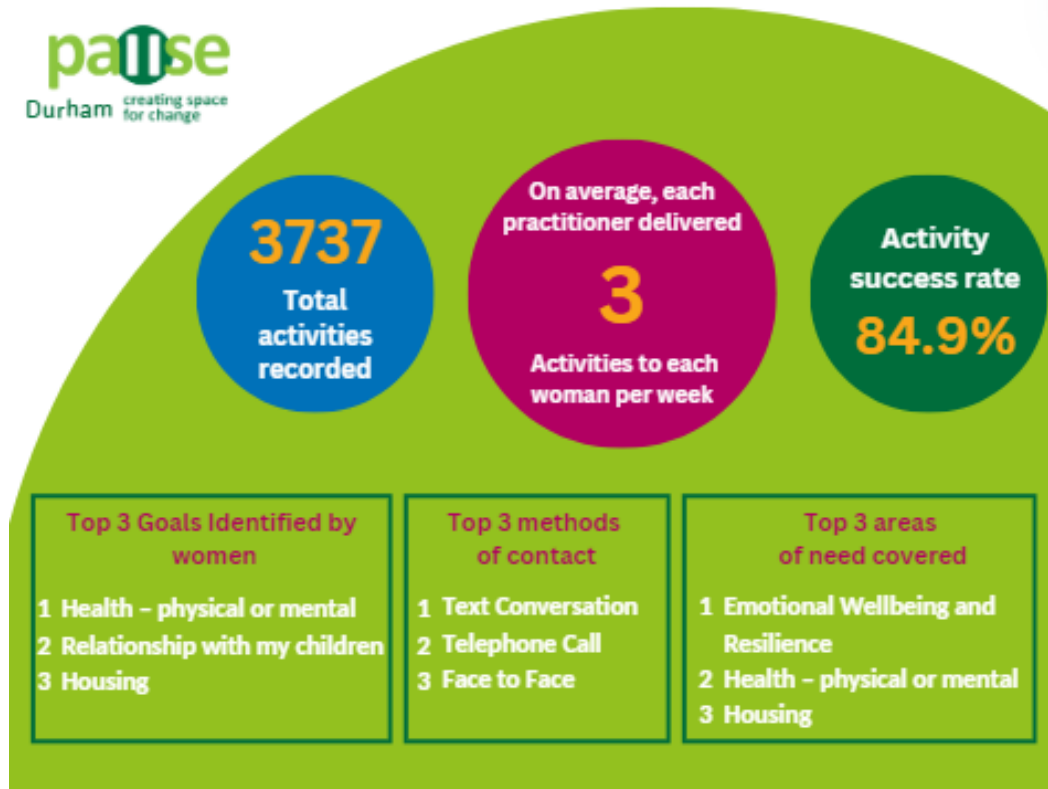 pause
Durham creating space
for change
3737
Total
activities
recorded
On average, each
practitioner delivered
3
Activities to each
woman per week
Activity
success rate
84.9%
Top 3 Goals Identified by
women
1 Health – physical or mental
2 Relationship with my children
3 Housing
Top 3 methods
of contact
1 Text Conversation
2 Telephone Call
3 Face to Face
Top 3 areas
of need covered
1 Emotional Wellbeing and
Resilience
2 Health – physical or mental
3 Housing